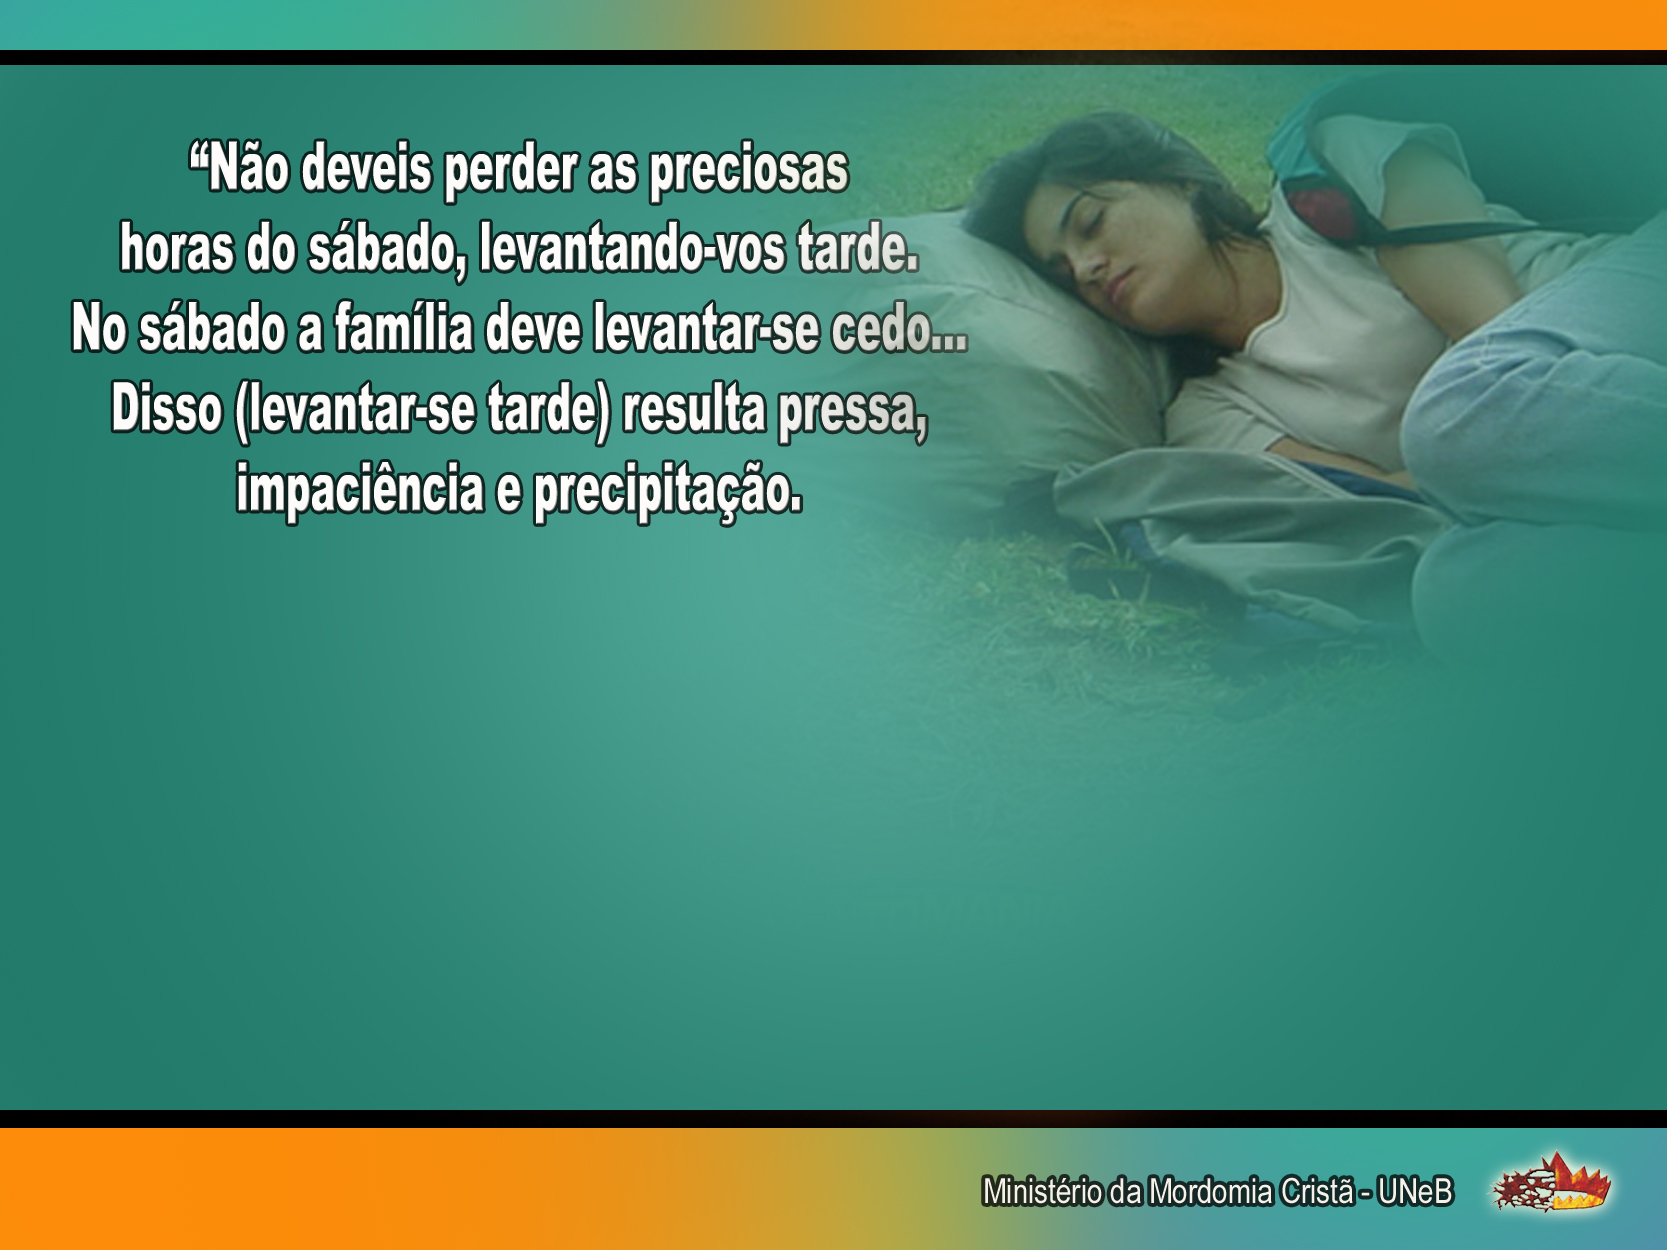 “Não deveis perder as preciosas
horas do sábado, levantando-vos tarde.
No sábado a família deve levantar-se cedo...
Disso (levantar-se tarde) resulta pressa,
impaciência e precipitação.
Ministério da Mordomia Cristã - UNeB